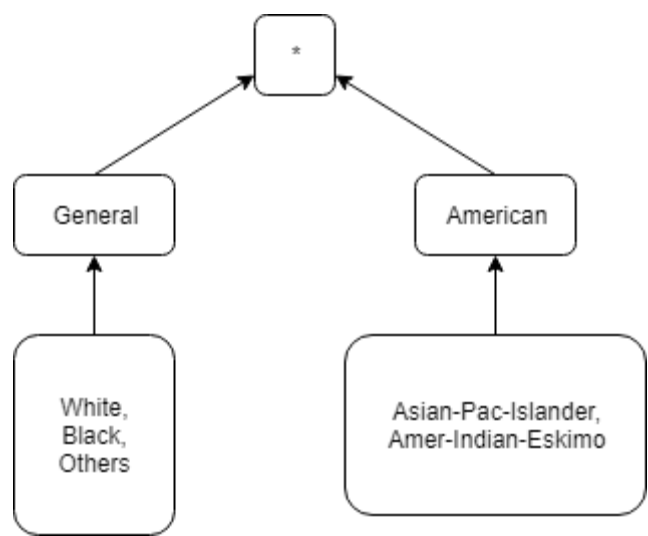 *
General
American
White,
Black,
Others
Asian-Pac-Islander,
Amer-Indian-Eskimo